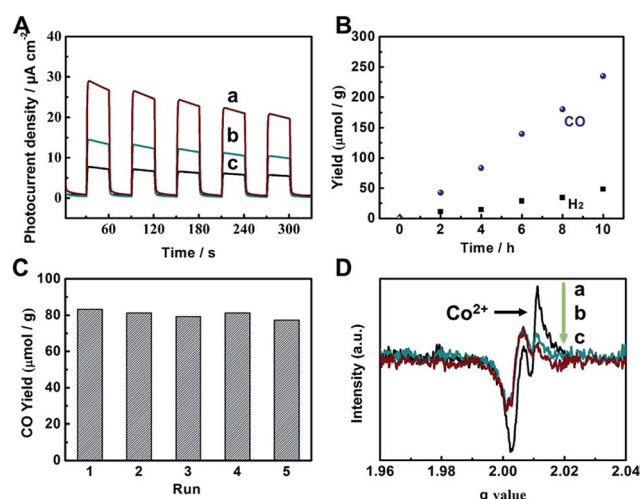 A
Photocurrent density / μA cm⁻²
40
30
20
10
0
a
b
c
60
120
180
240
300
Time / s
B
Yield (μmol / g)
300
250
200
150
100
50
0
CO
H₂
0
2
4
6
8
10
Time / h
C
CO Yield (μmol / g)
100
80
60
40
20
0
1
2
3
4
5
Run
D
Intensity (a.u.)
Co²⁺
a
b
c
1.96
1.98
2.00
2.02
2.04
g value